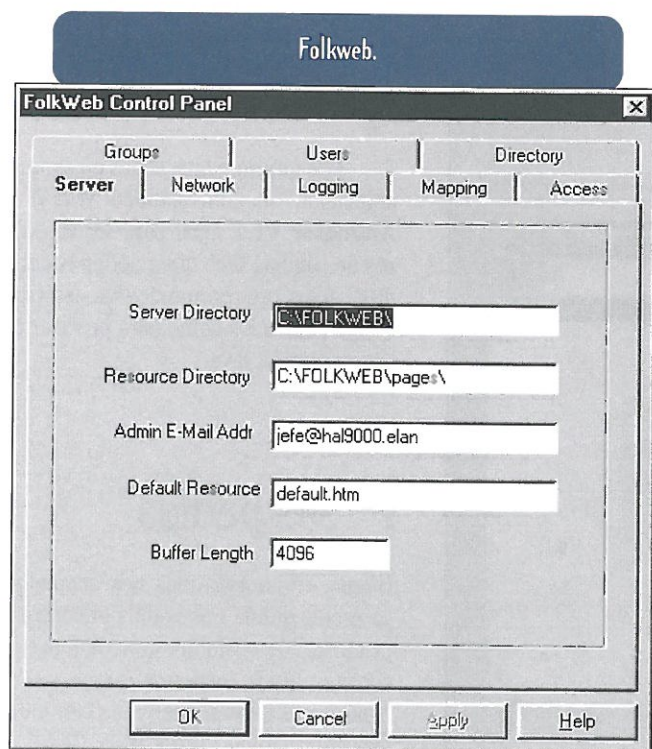 Folkweb.
FolkWeb Control Panel
Groups Users Directory
Server Network Logging Mapping Access
Server Directory C:\FOLKWEB\
Resource Directory C:\FOLKWEB\pages\
Admin E-Mail Addr jefe@hal9000.elan
Default Resource default.htm
Buffer Length 4096
OK Cancel Apply Help